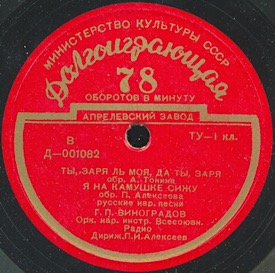 МИНИСТЕРСТВО КУЛЬТУРЫ СССР
Долгоиграющая
78
ОБОРОТОВ В МИНУТУ
АПРЕЛЕВСКИЙ ЗАВОД
В
ТУ—1 кл.
Д—001082
ТЫ, ЗАРЯ ЛЬ МОЯ, ДА ТЫ, ЗАРЯ
обр. А. Тонина
Я НА КАМУШКЕ СИЖУ
обр. П. Алексеева
русские нар. песни
Г. П. ВИНОГРАДОВ
Орк. нар. инстр. Всесоюзн.
Радио
Дириж. П. И. Алексеев